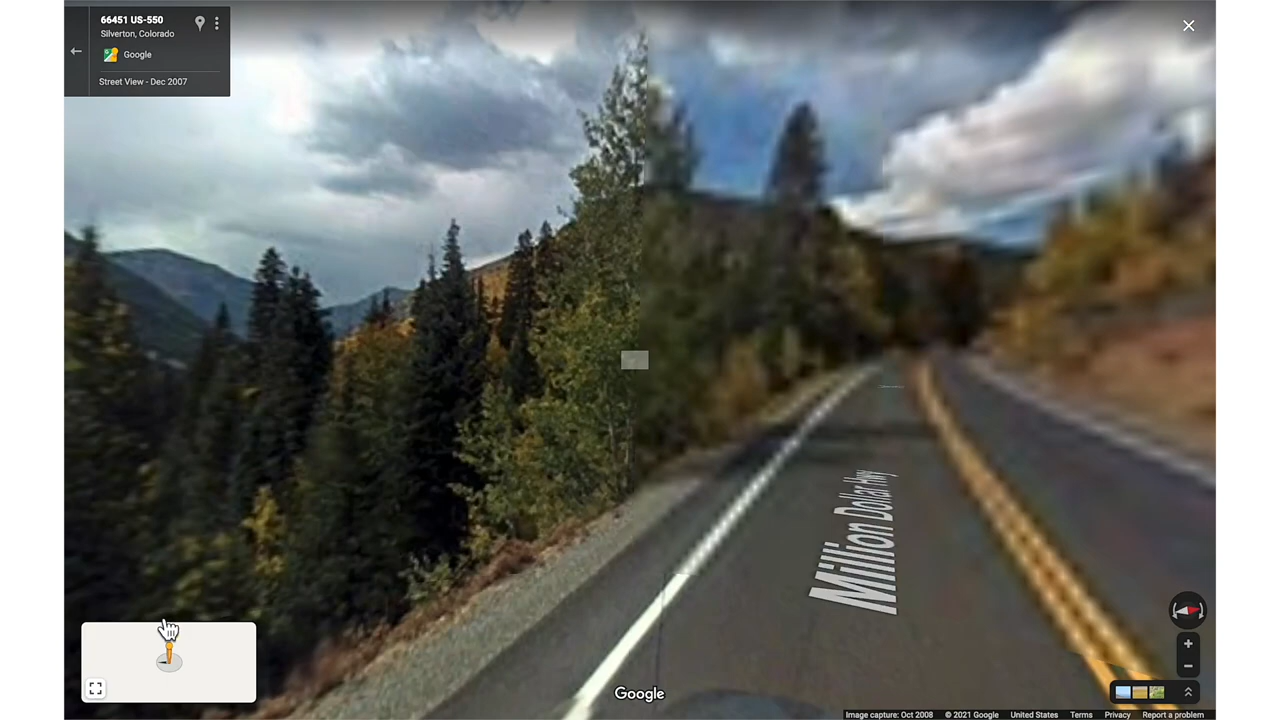 66451 US-550
Silverton, Colorado
Google
Street View - Dec 2007
Million Dollar Hwy
Google
Image capture: Oct 2008 © 2021 Google United States Terms Privacy Report a problem